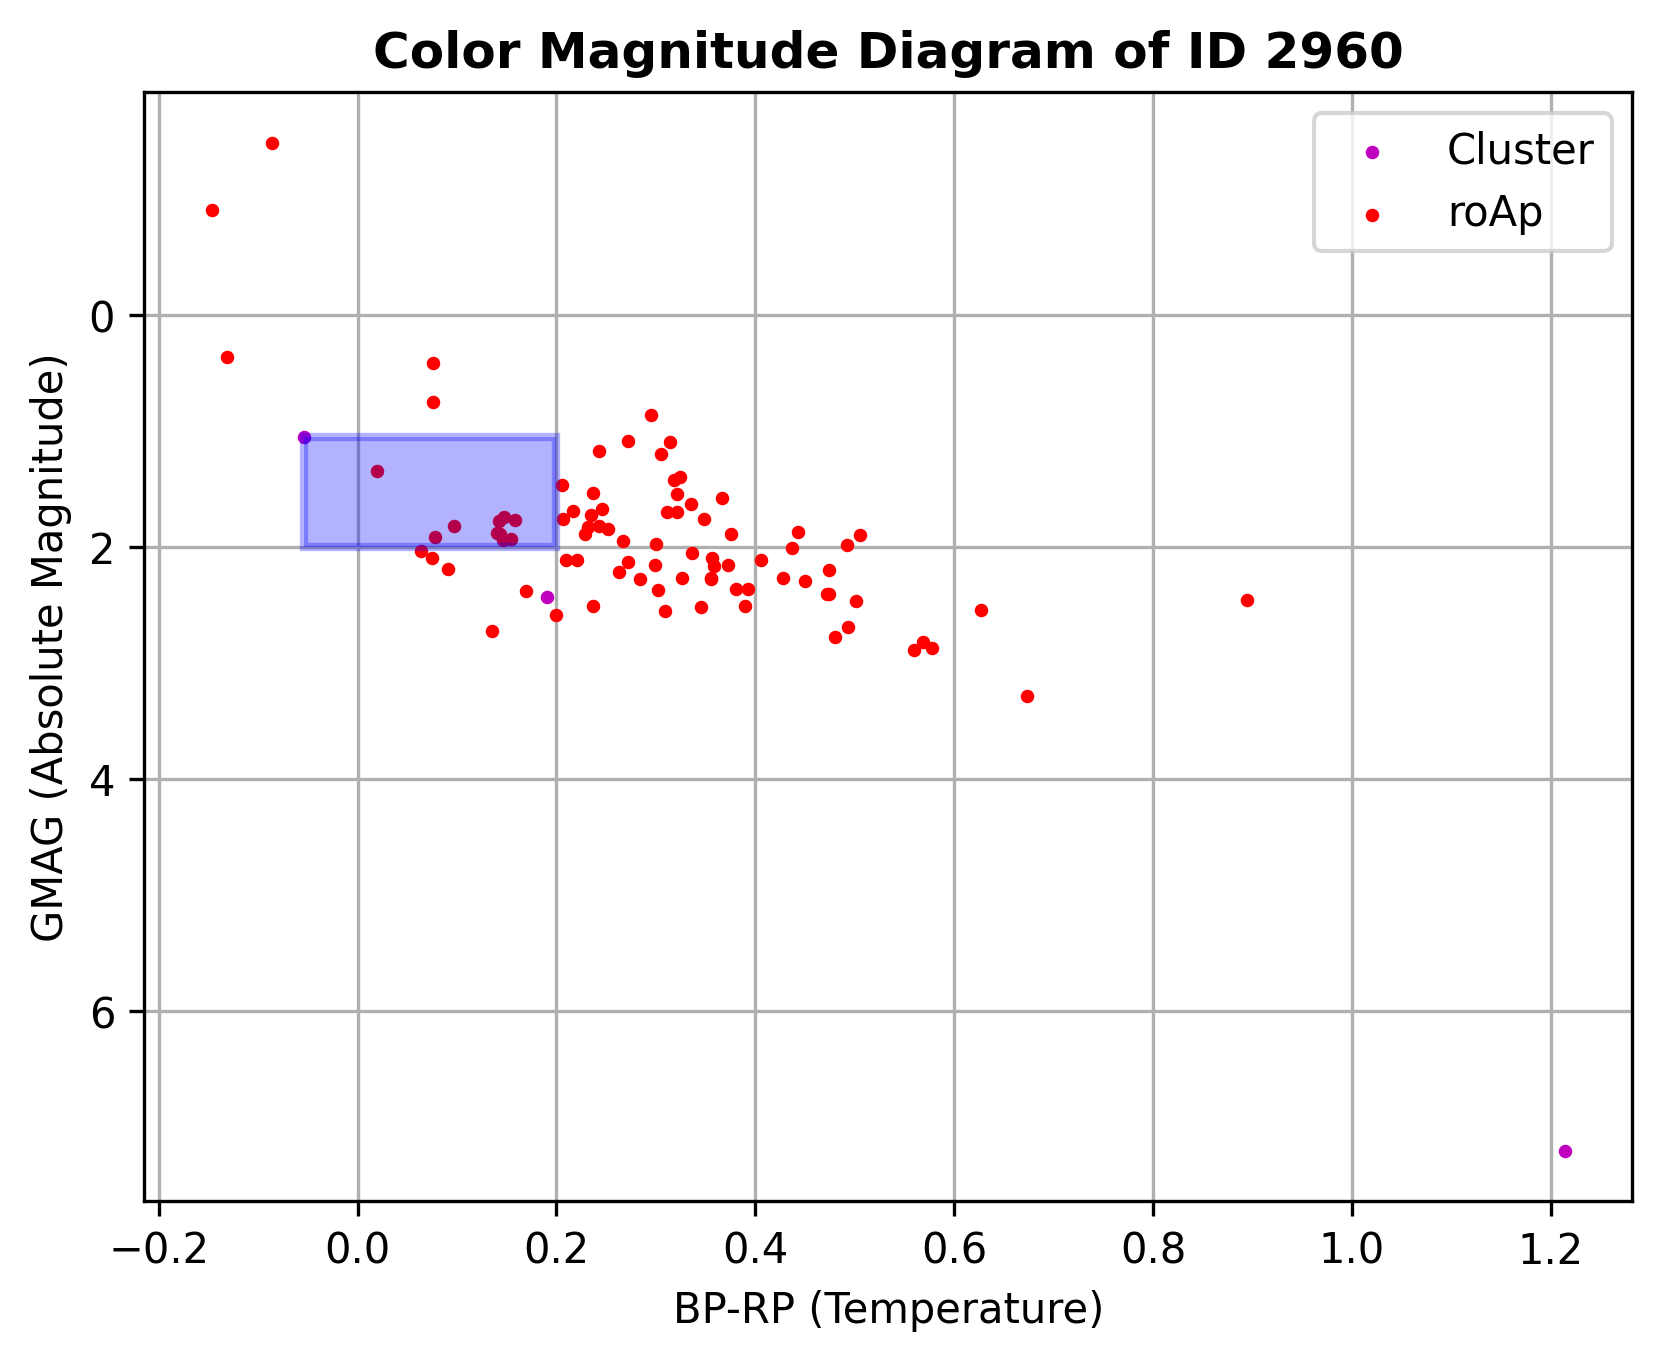 Color Magnitude Diagram of ID 2960
Cluster
roAp
GMAG (Absolute Magnitude)
0
2
4
6
−0.2
0.0
0.2
0.4
0.6
0.8
1.0
1.2
BP-RP (Temperature)